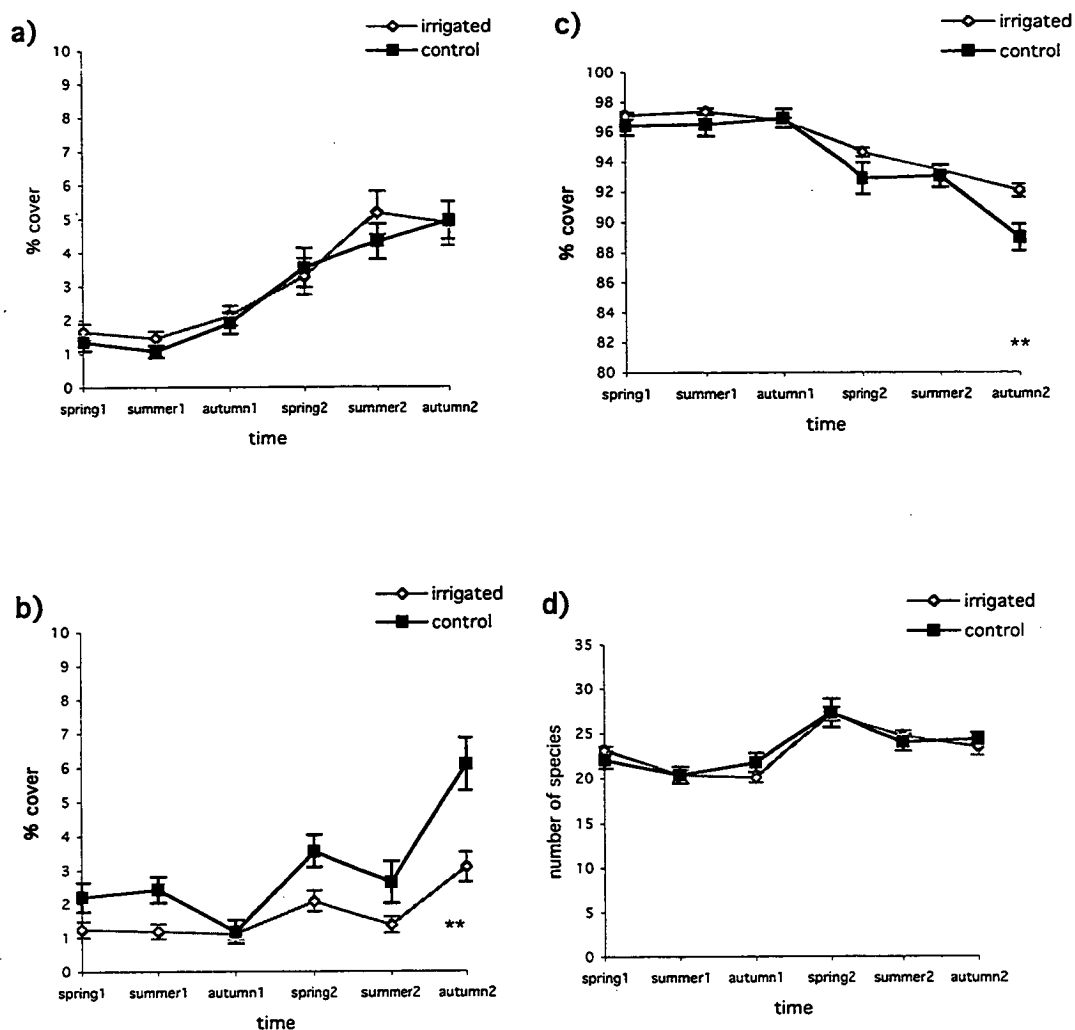 a)
irrigated
control
10
9
8
7
6
5
4
3
2
1
0
% cover
spring1 summer1 autumn1 spring2 summer2 autumn2
time
c)
irrigated
control
100
98
96
94
92
90
88
86
84
82
80
% cover
**
spring1 summer1 autumn1 spring2 summer2 autumn2
time
b)
irrigated
control
10
9
8
7
6
5
4
3
2
1
0
% cover
**
spring1 summer1 autumn1 spring2 summer2 autumn2
time
d)
irrigated
control
35
30
25
20
15
10
5
0
number of species
spring1 summer1 autumn1 spring2 summer2 autumn2
time